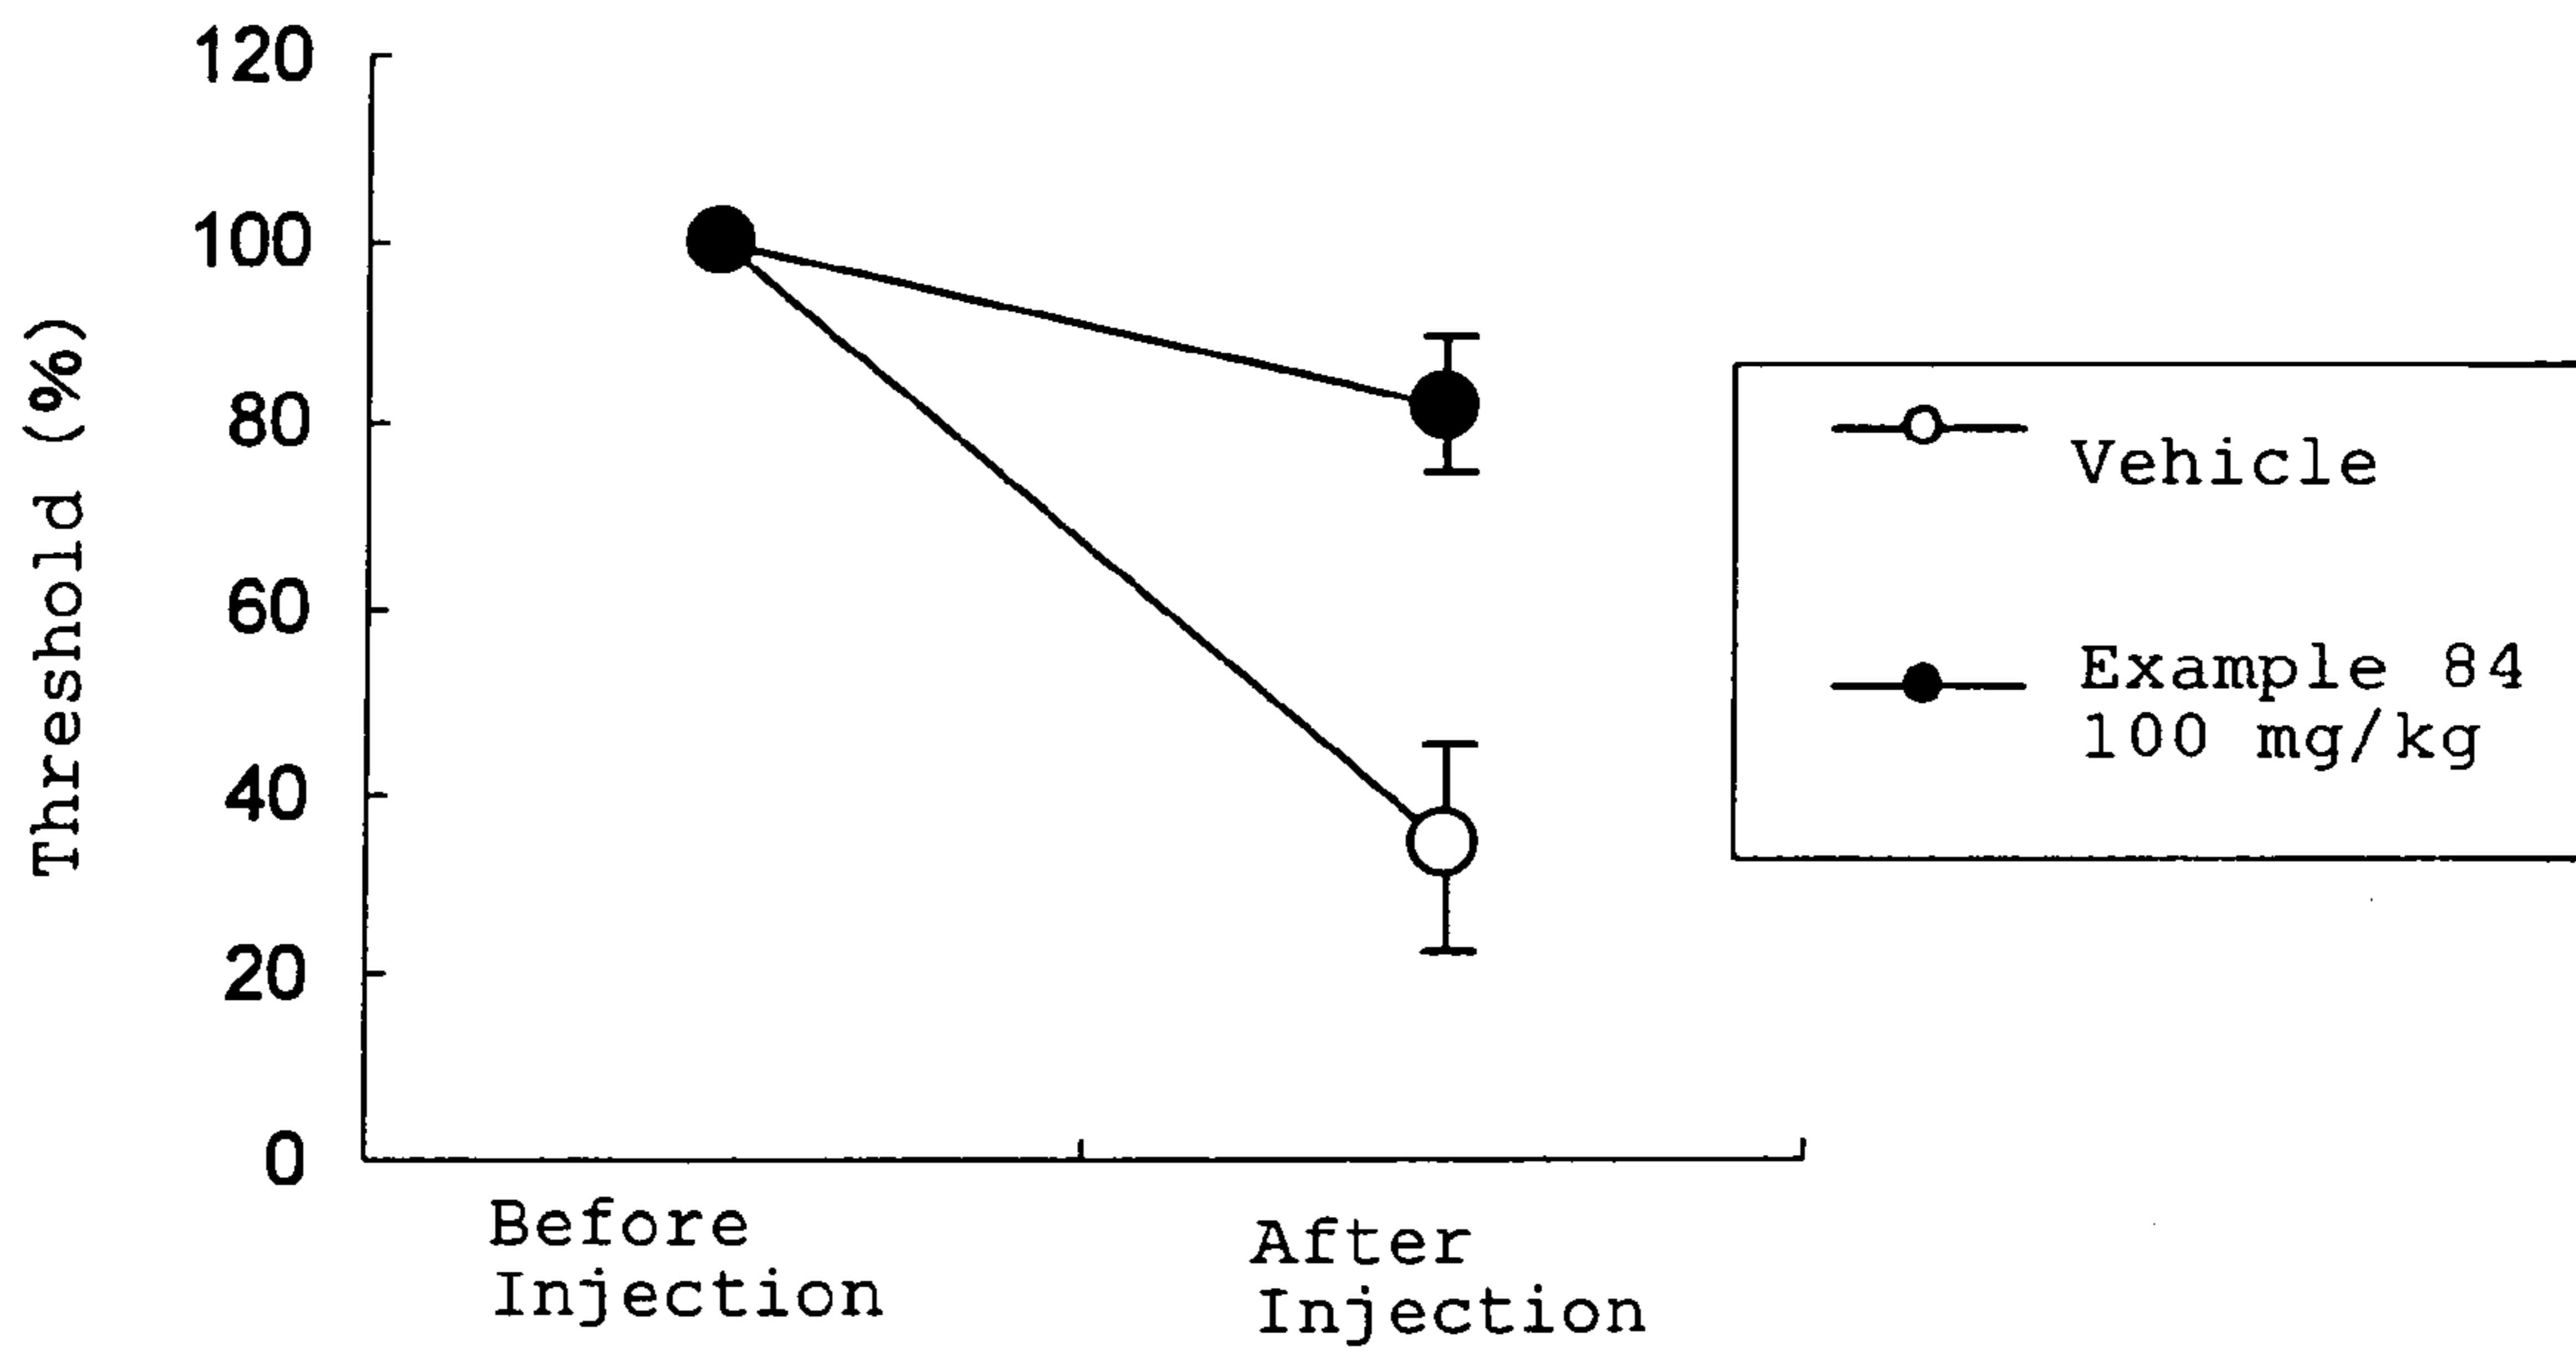 120
100
80
60
40
20
0
Threshold (%)
Before
Injection
After
Injection
Vehicle
Example 84
100 mg/kg